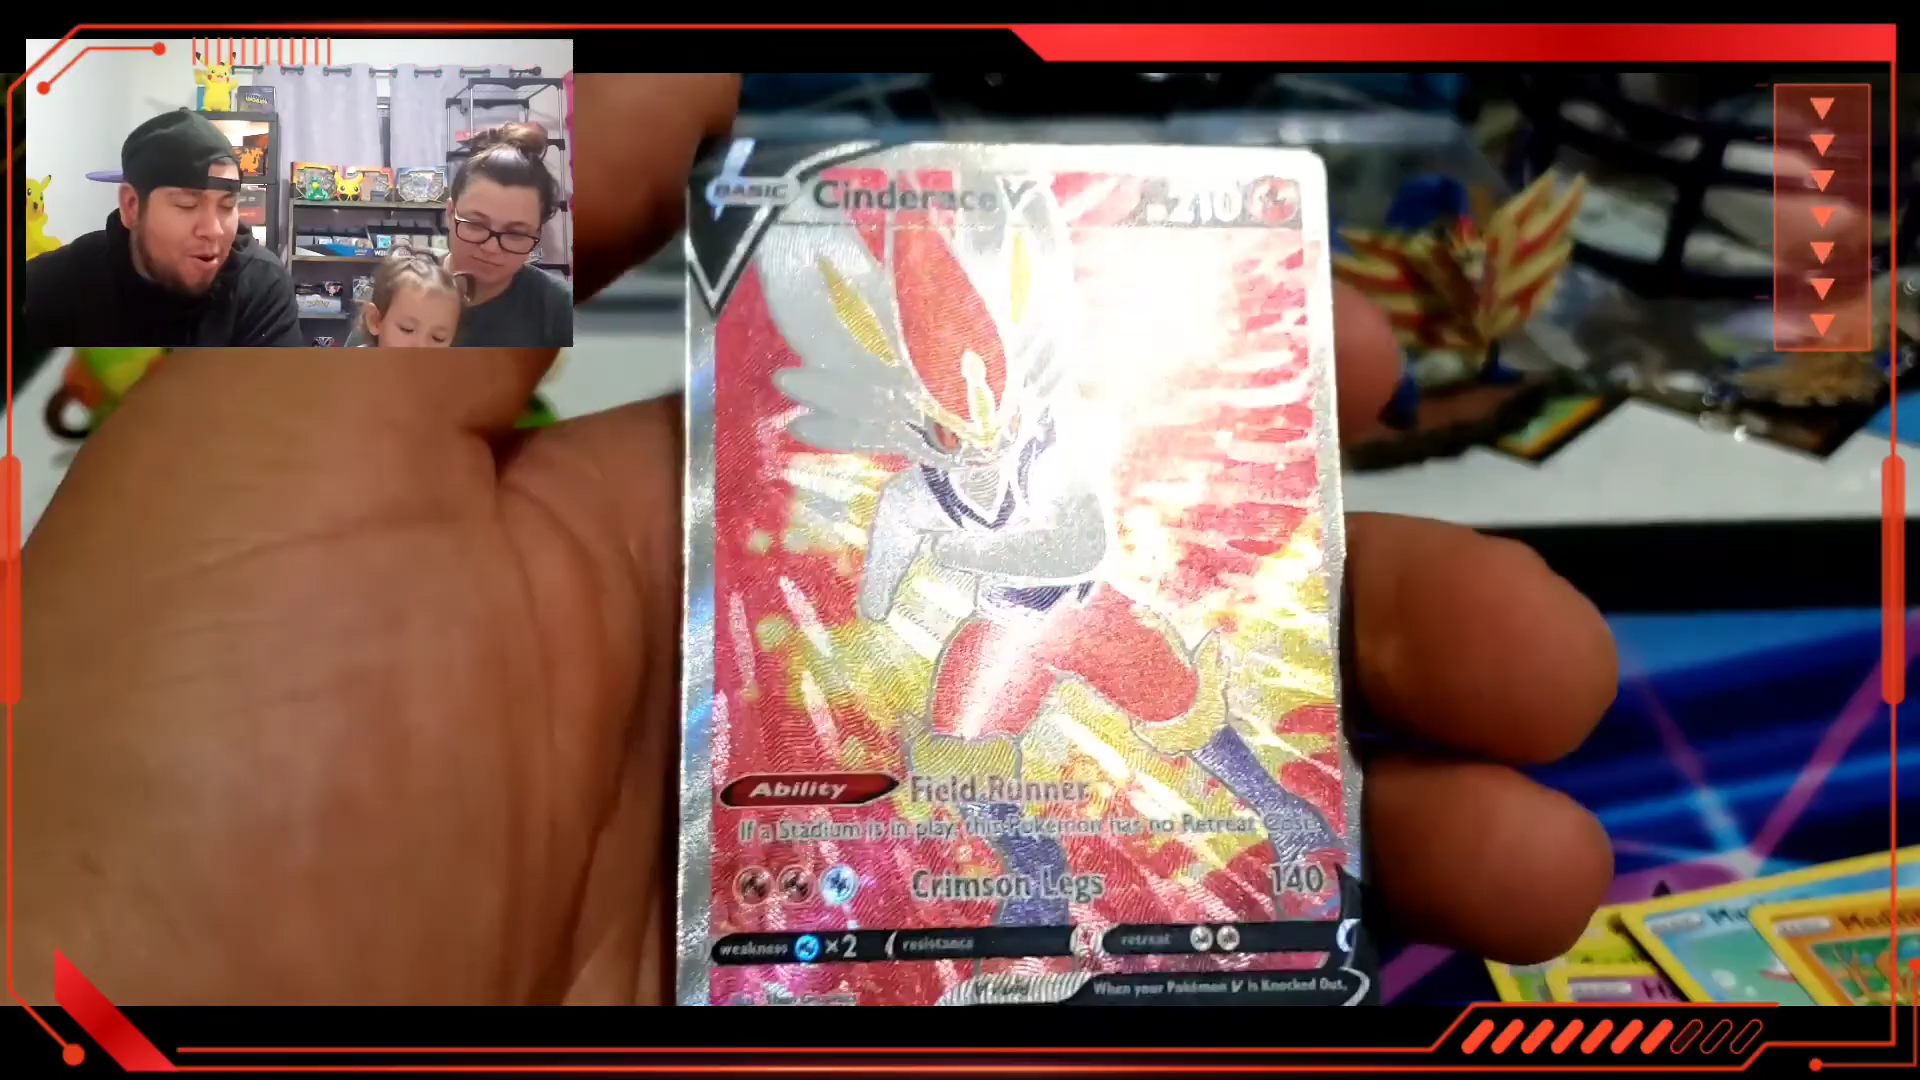 BASIC Cinderace V 210
Ability Field Runner
If a Stadium is in play, this Pokémon has no Retreat Cost.
Crimson Legs 140
weakness ×2 resistance retreat
When your Pokémon V is Knocked Out,